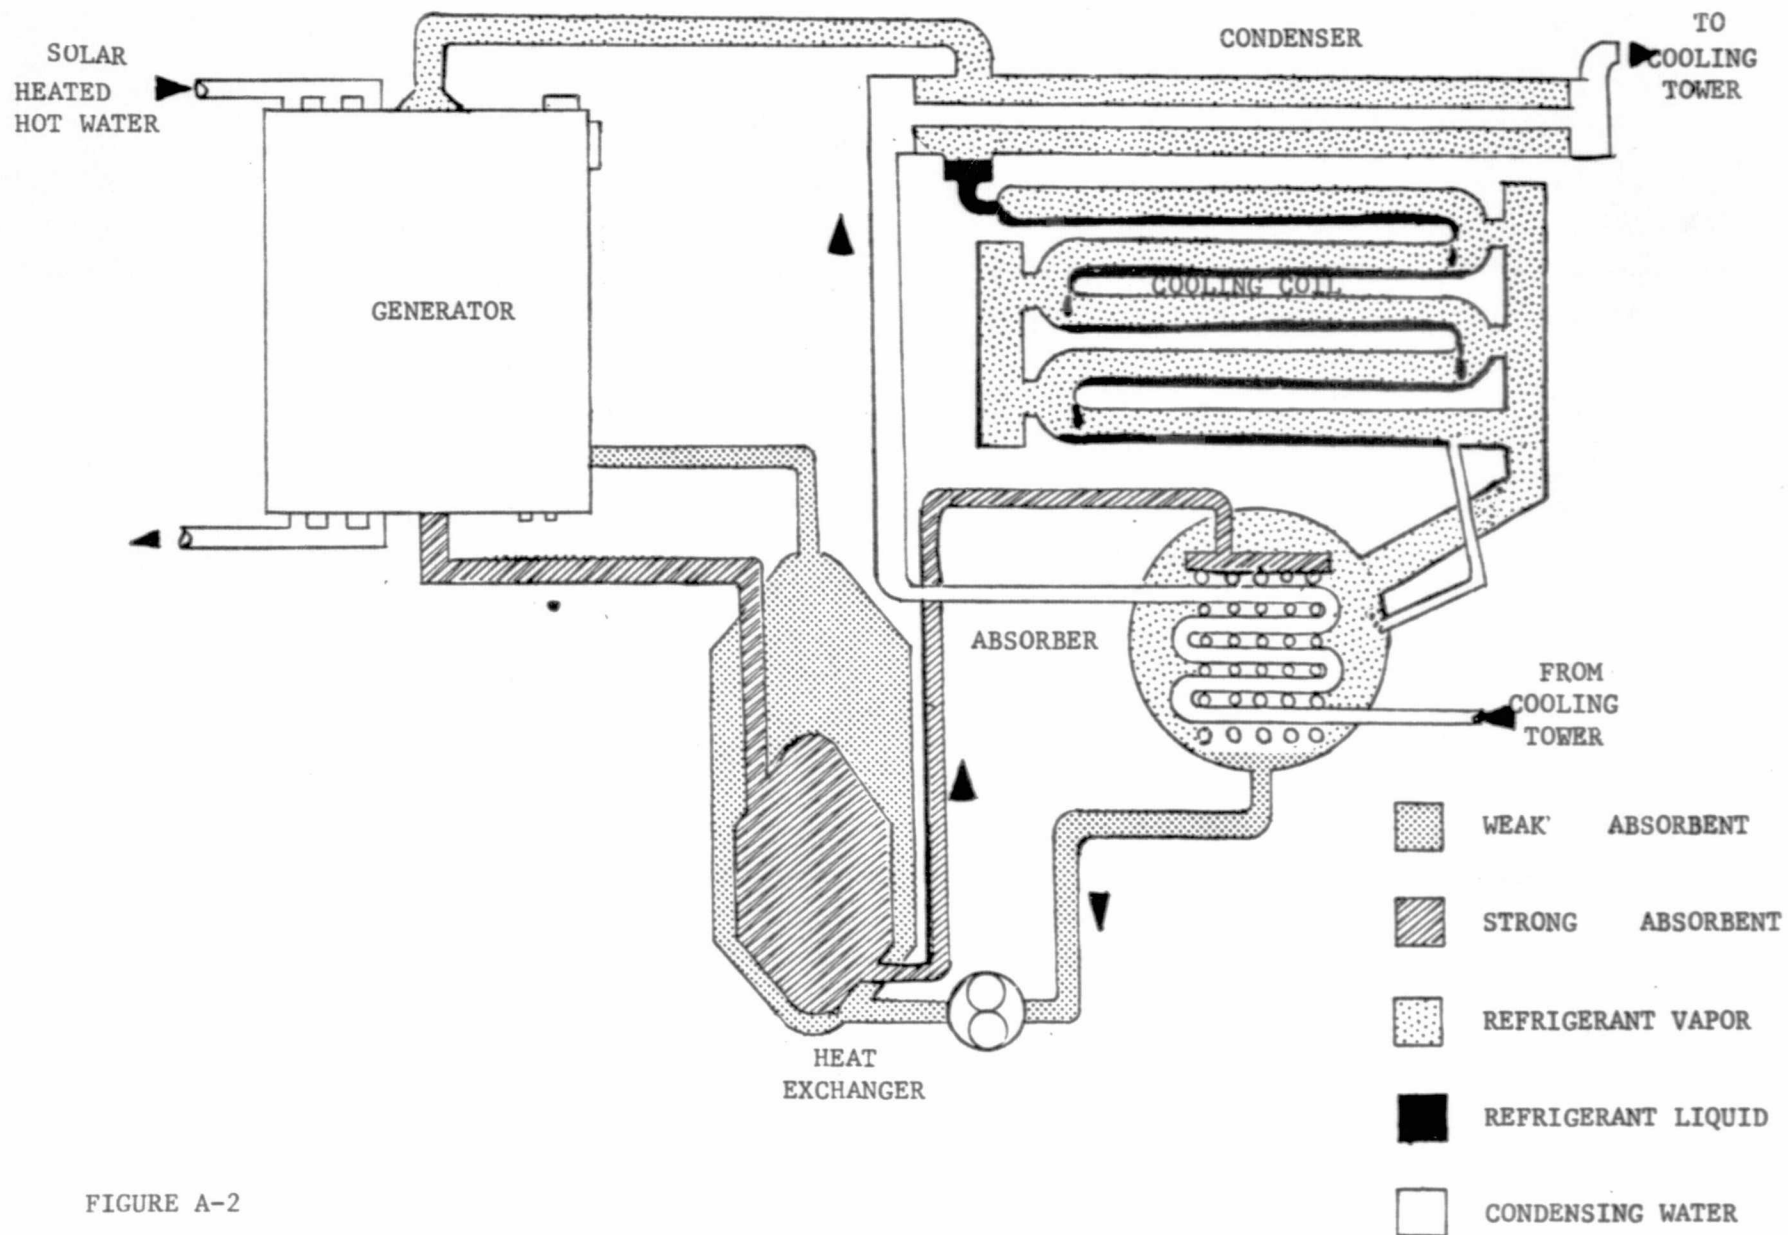 SOLAR
HEATED
HOT WATER
CONDENSER
TO
COOLING
TOWER
GENERATOR
COOLING COIL
ABSORBER
FROM
COOLING
TOWER
HEAT
EXCHANGER
WEAK ABSORBENT
STRONG ABSORBENT
REFRIGERANT VAPOR
REFRIGERANT LIQUID
CONDENSING WATER
FIGURE A-2